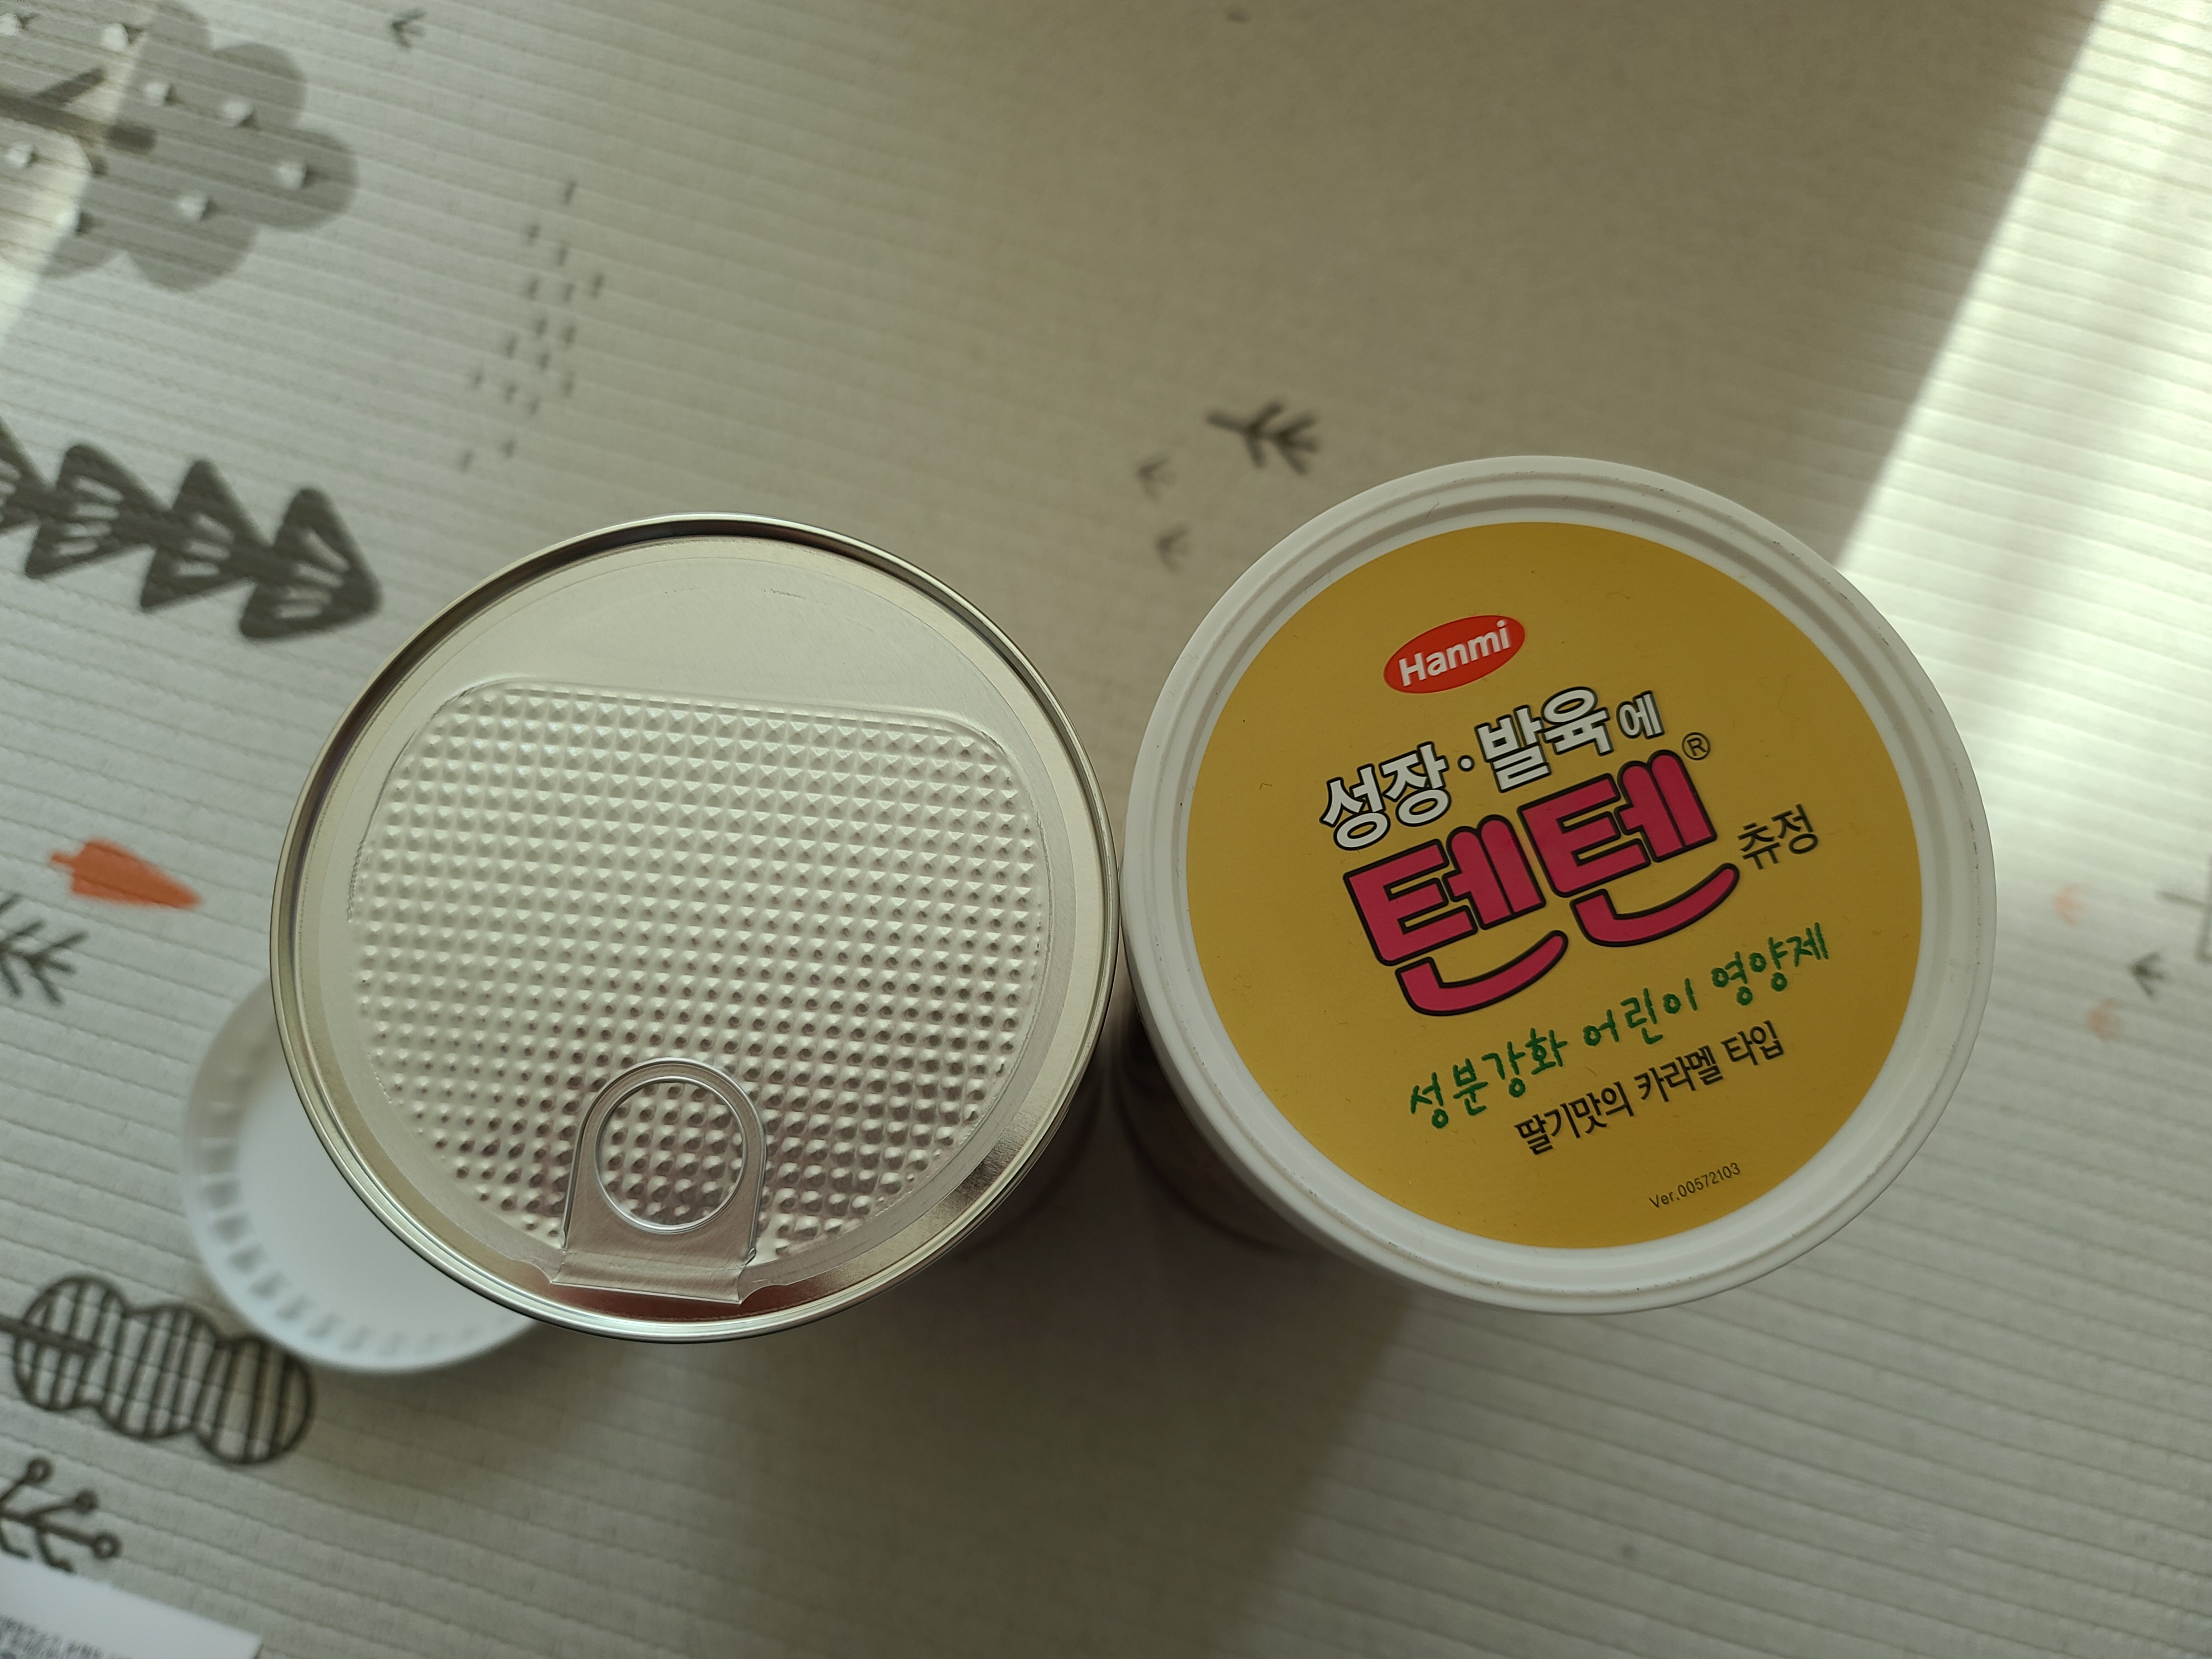 Hanmi
성장·발육에
텐텐® 츄정
성분강화 어린이 영양제
딸기맛의 카라멜 타입
Ver.00572103